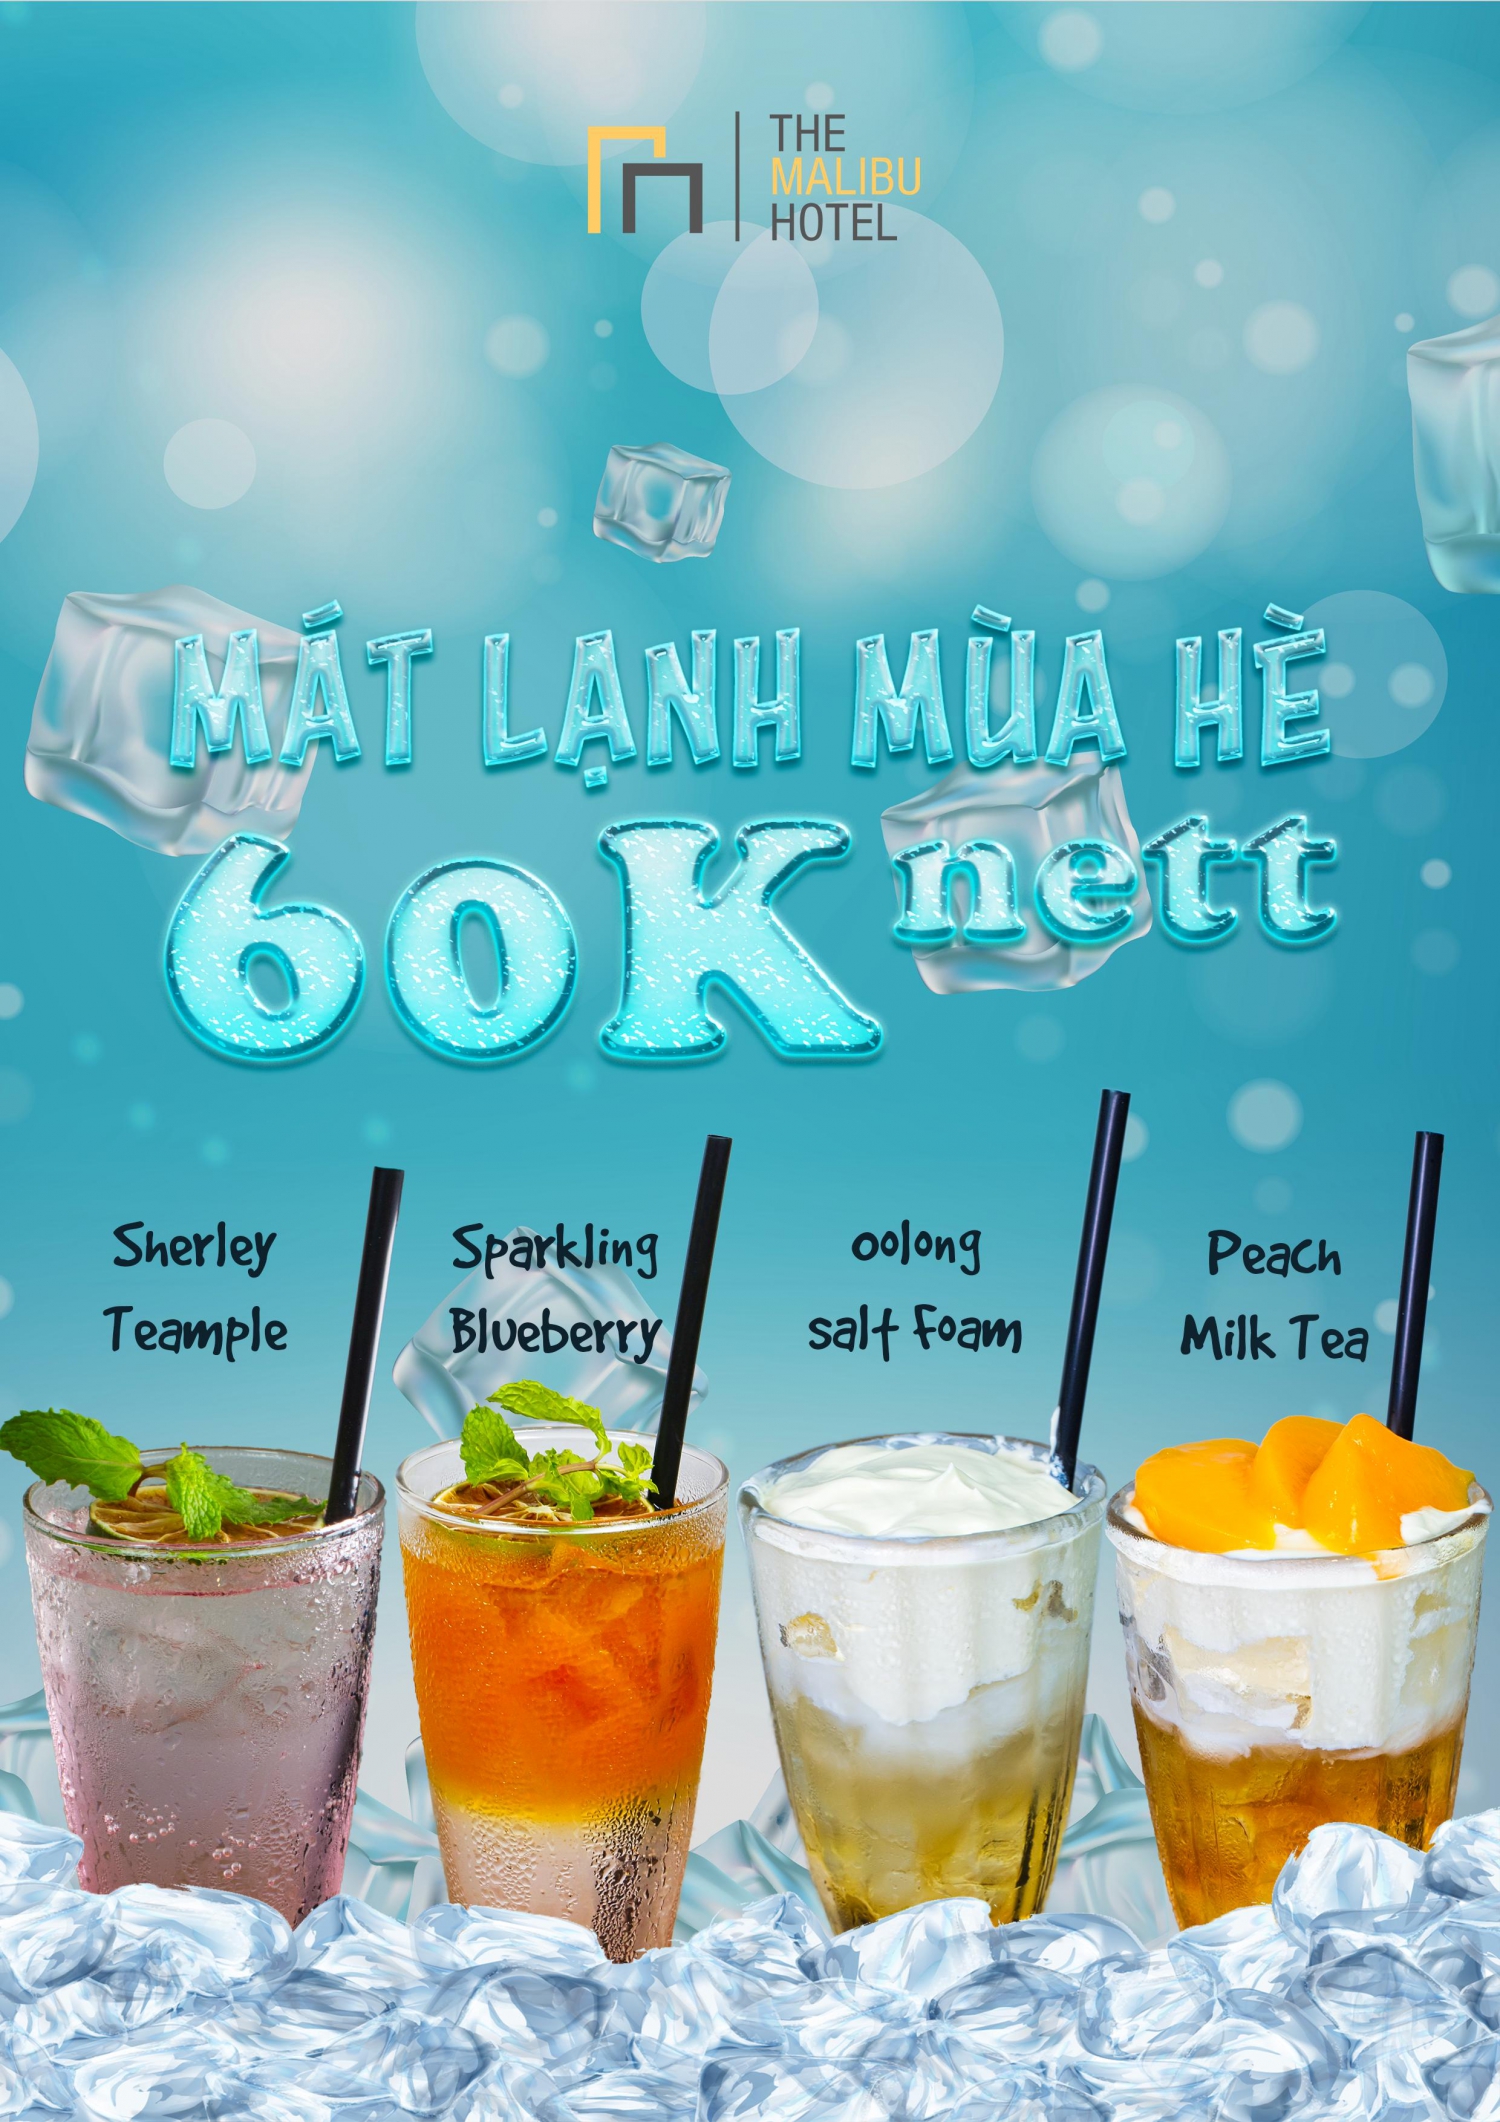 THE
MALIBU
HOTEL
MÁT LẠNH MÙA HÈ
60K nett
Sherley
Teample
Sparkling
Blueberry
oolong
salt foam
Peach
Milk Tea